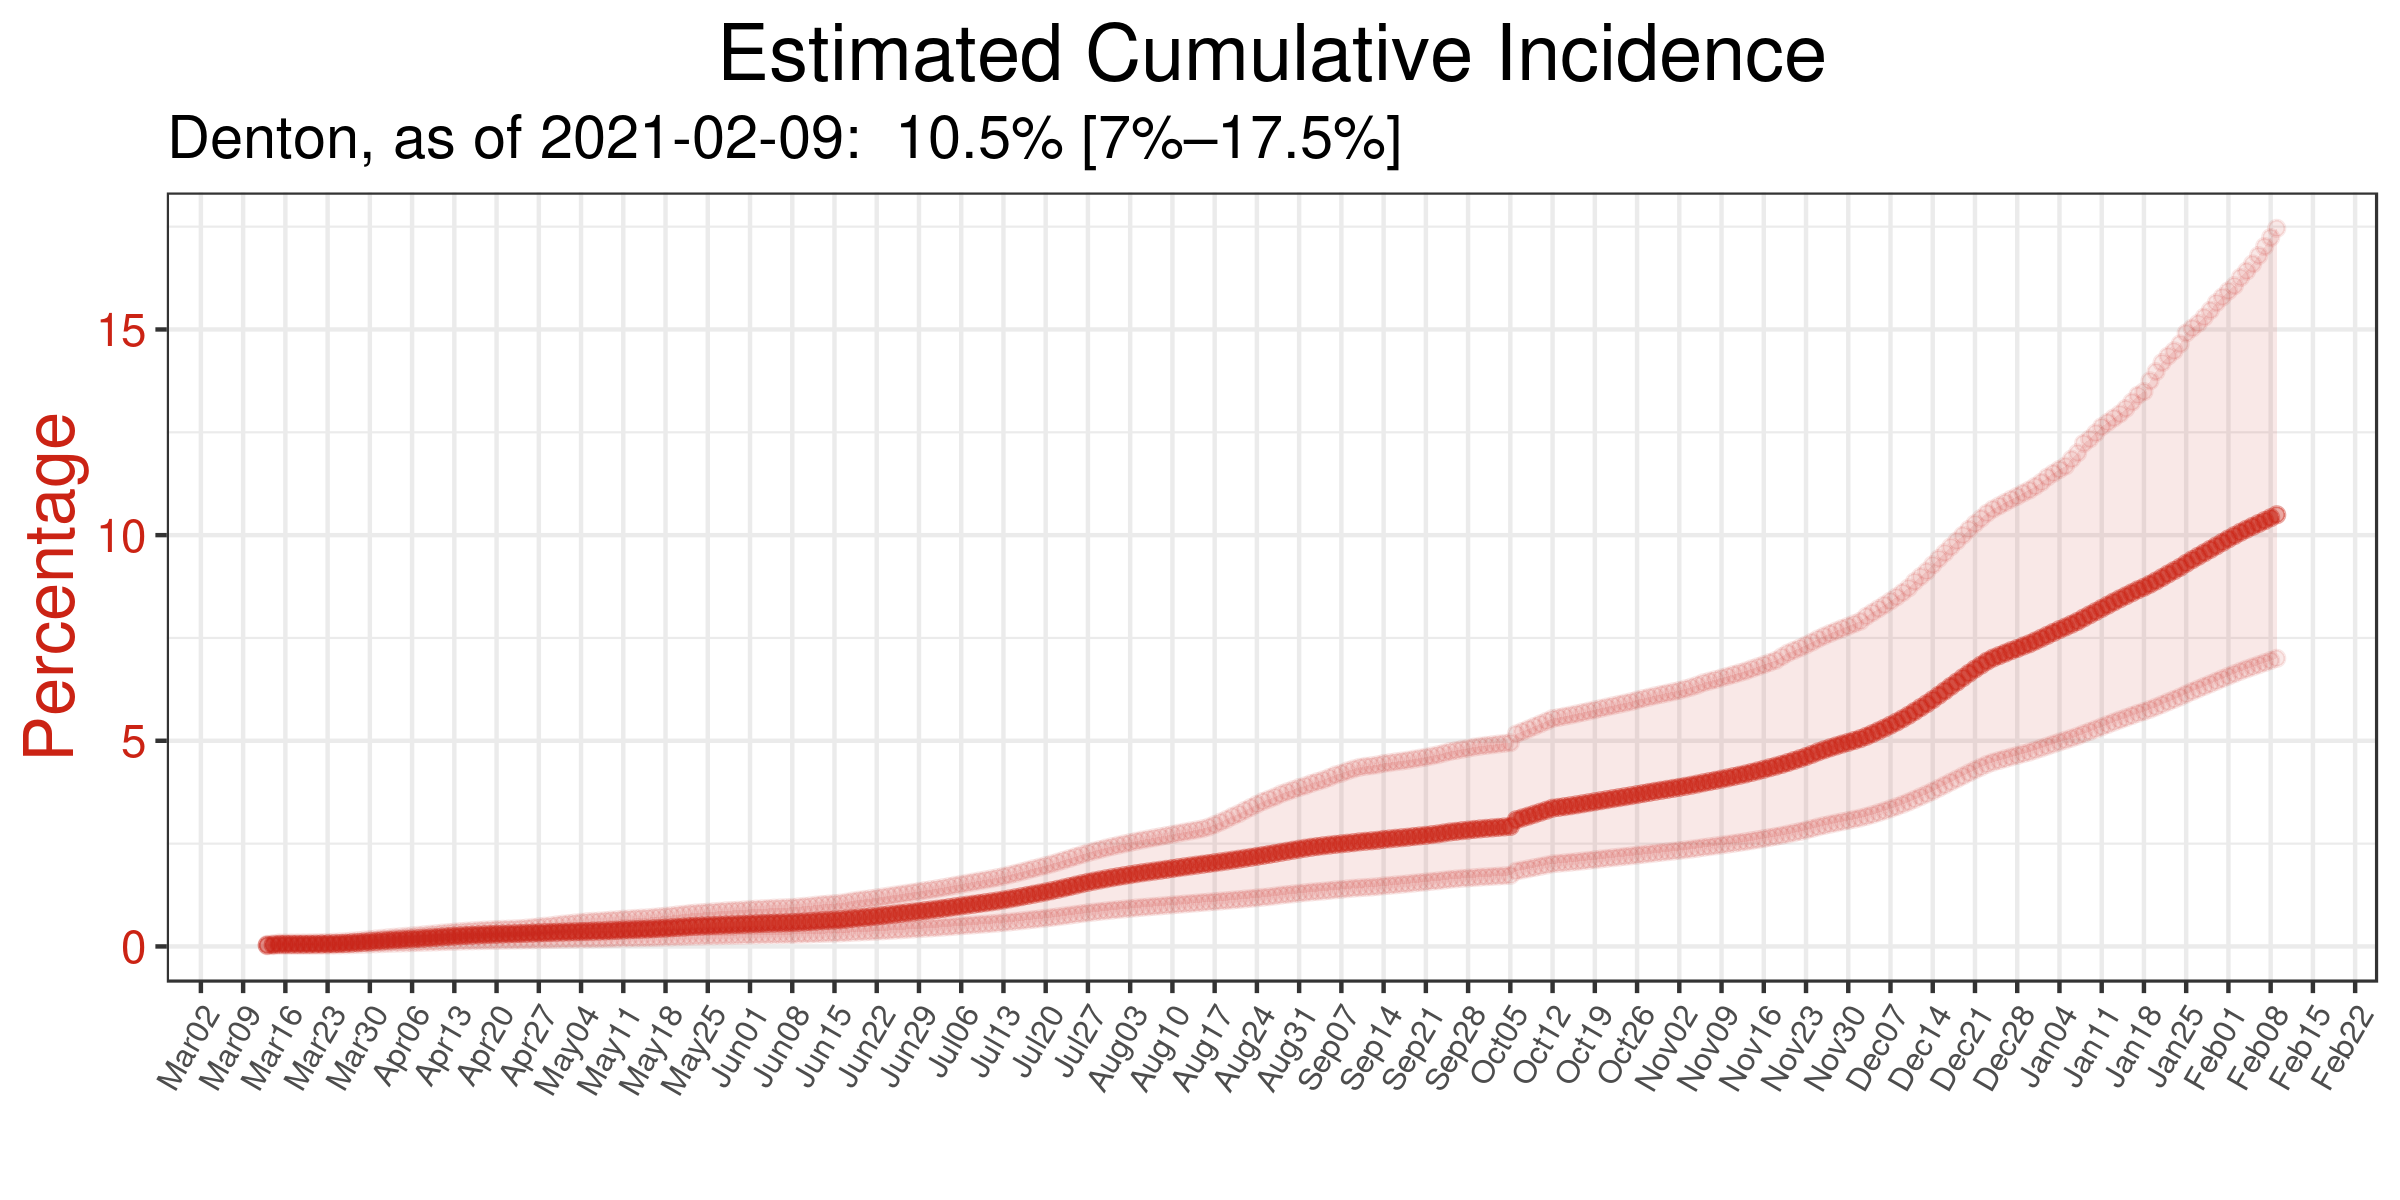 Estimated Cumulative Incidence
Denton, as of 2021-02-09:  10.5% [7%–17.5%]
Percentage
15
10
5
0
Mar02
Mar09
Mar16
Mar23
Mar30
Apr06
Apr13
Apr20
Apr27
May04
May11
May18
May25
Jun01
Jun08
Jun15
Jun22
Jun29
Jul06
Jul13
Jul20
Jul27
Aug03
Aug10
Aug17
Aug24
Aug31
Sep07
Sep14
Sep21
Sep28
Oct05
Oct12
Oct19
Oct26
Nov02
Nov09
Nov16
Nov23
Nov30
Dec07
Dec14
Dec21
Dec28
Jan04
Jan11
Jan18
Jan25
Feb01
Feb08
Feb15
Feb22